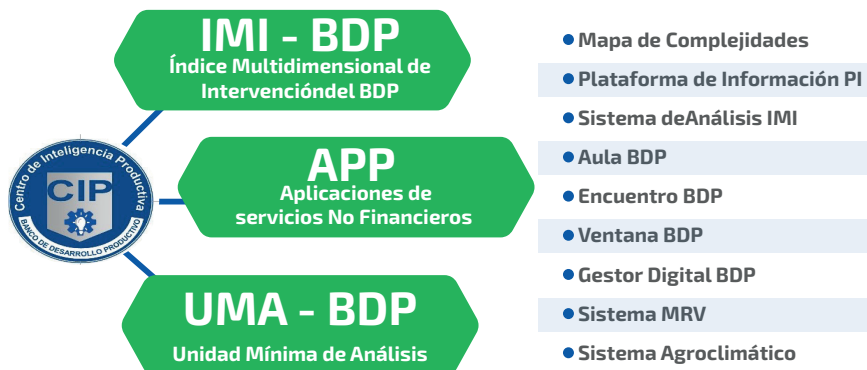 IMI - BDP
Índice Multidimensional de
Intervencióndel BDP
Centro de Inteligencia Productiva
CIP
BANCO DE DESARROLLO PRODUCTIVO
APP
Aplicaciones de
servicios No Financieros
UMA - BDP
Unidad Mínima de Análisis
Mapa de Complejidades
Plataforma de Información PI
Sistema deAnálisis IMI
Aula BDP
Encuentro BDP
Ventana BDP
Gestor Digital BDP
Sistema MRV
Sistema Agroclimático